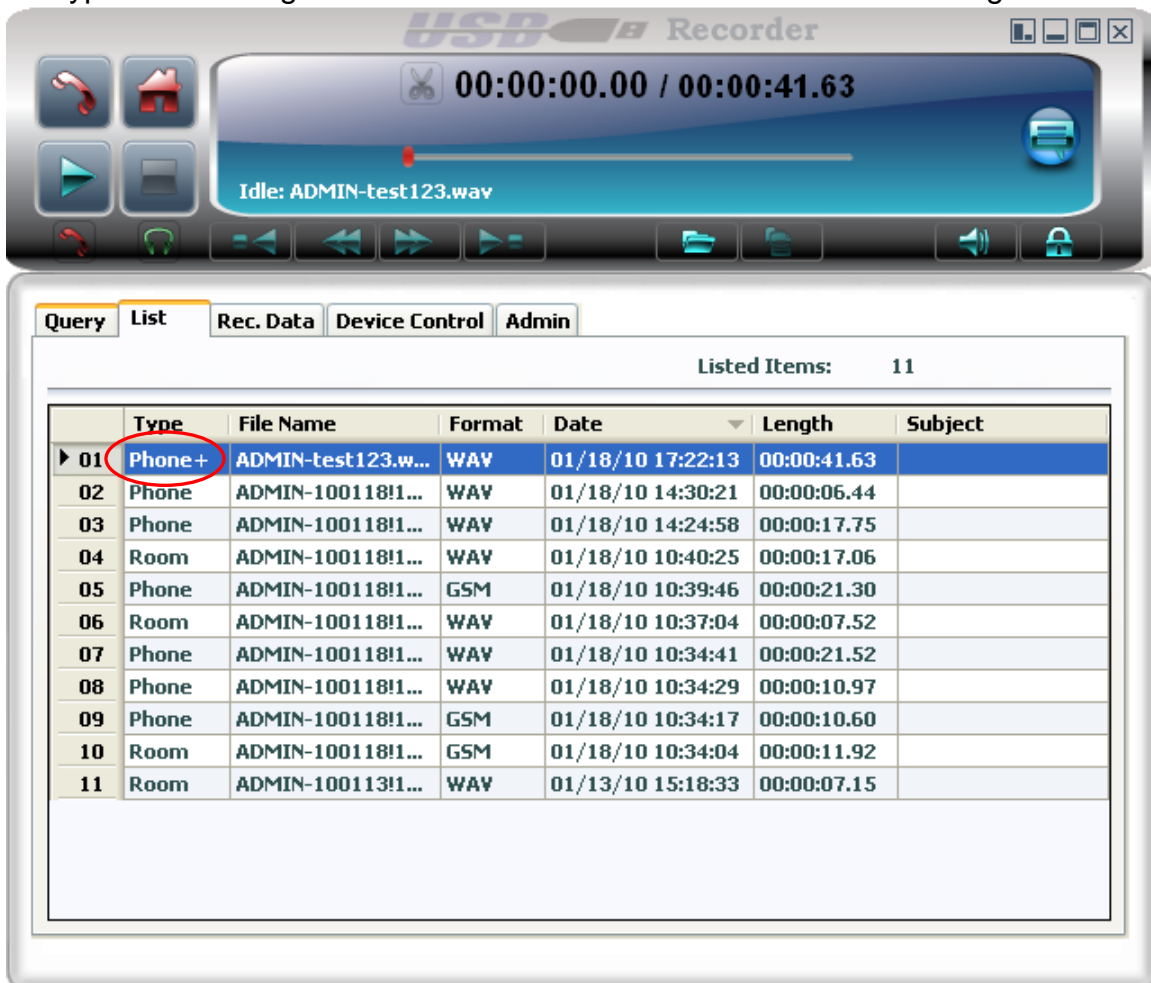 USB Recorder
00:00:00.00 / 00:00:41.63
Idle: ADMIN-test123.wav
Query List Rec. Data Device Control Admin
Listed Items: 11
Type File Name Format Date Length Subject
01 Phone+ ADMIN-test123.w... WAV 01/18/10 17:22:13 00:00:41.63
02 Phone ADMIN-100118!1... WAV 01/18/10 14:30:21 00:00:06.44
03 Phone ADMIN-100118!1... WAV 01/18/10 14:24:58 00:00:17.75
04 Room ADMIN-100118!1... WAV 01/18/10 10:40:25 00:00:17.06
05 Phone ADMIN-100118!1... GSM 01/18/10 10:39:46 00:00:21.30
06 Room ADMIN-100118!1... WAV 01/18/10 10:37:04 00:00:07.52
07 Phone ADMIN-100118!1... WAV 01/18/10 10:34:41 00:00:21.52
08 Phone ADMIN-100118!1... WAV 01/18/10 10:34:29 00:00:10.97
09 Phone ADMIN-100118!1... GSM 01/18/10 10:34:17 00:00:10.60
10 Room ADMIN-100118!1... GSM 01/18/10 10:34:04 00:00:11.92
11 Room ADMIN-100113!1... WAV 01/13/10 15:18:33 00:00:07.15